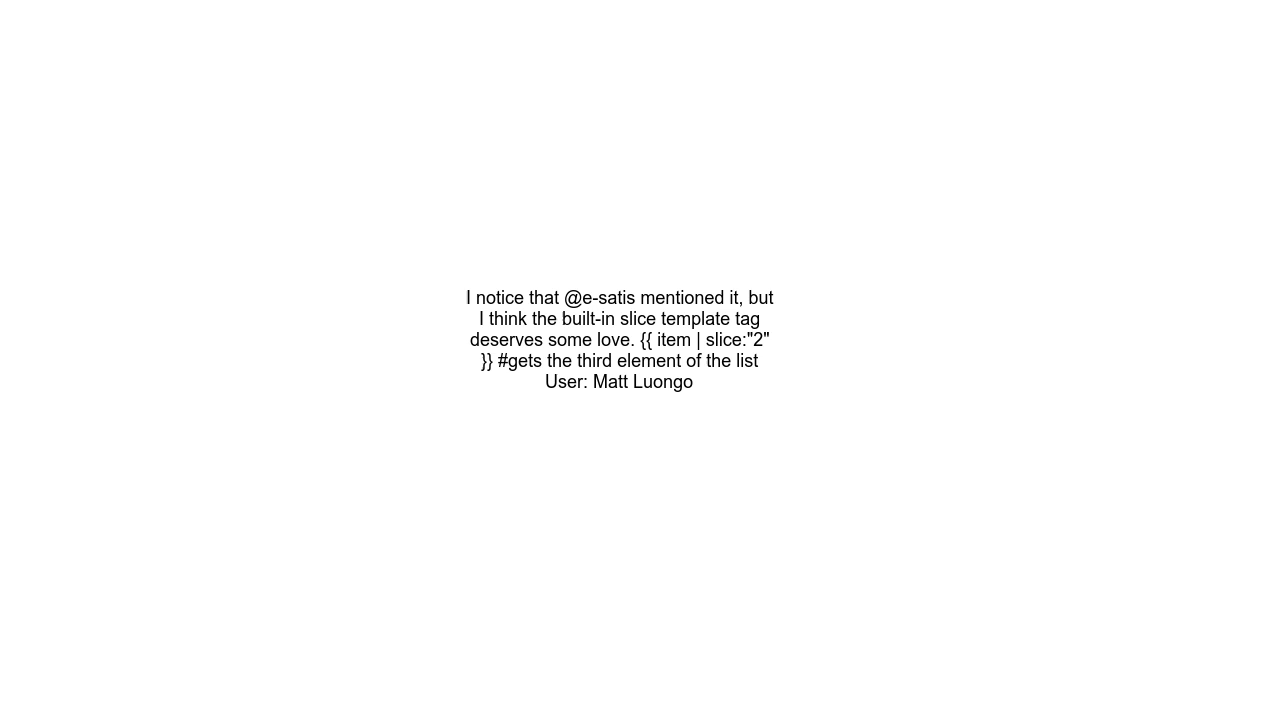 I notice that @e-satis mentioned it, but
I think the built-in slice template tag
deserves some love. {{ item | slice:"2"
}} #gets the third element of the list
User: Matt Luongo